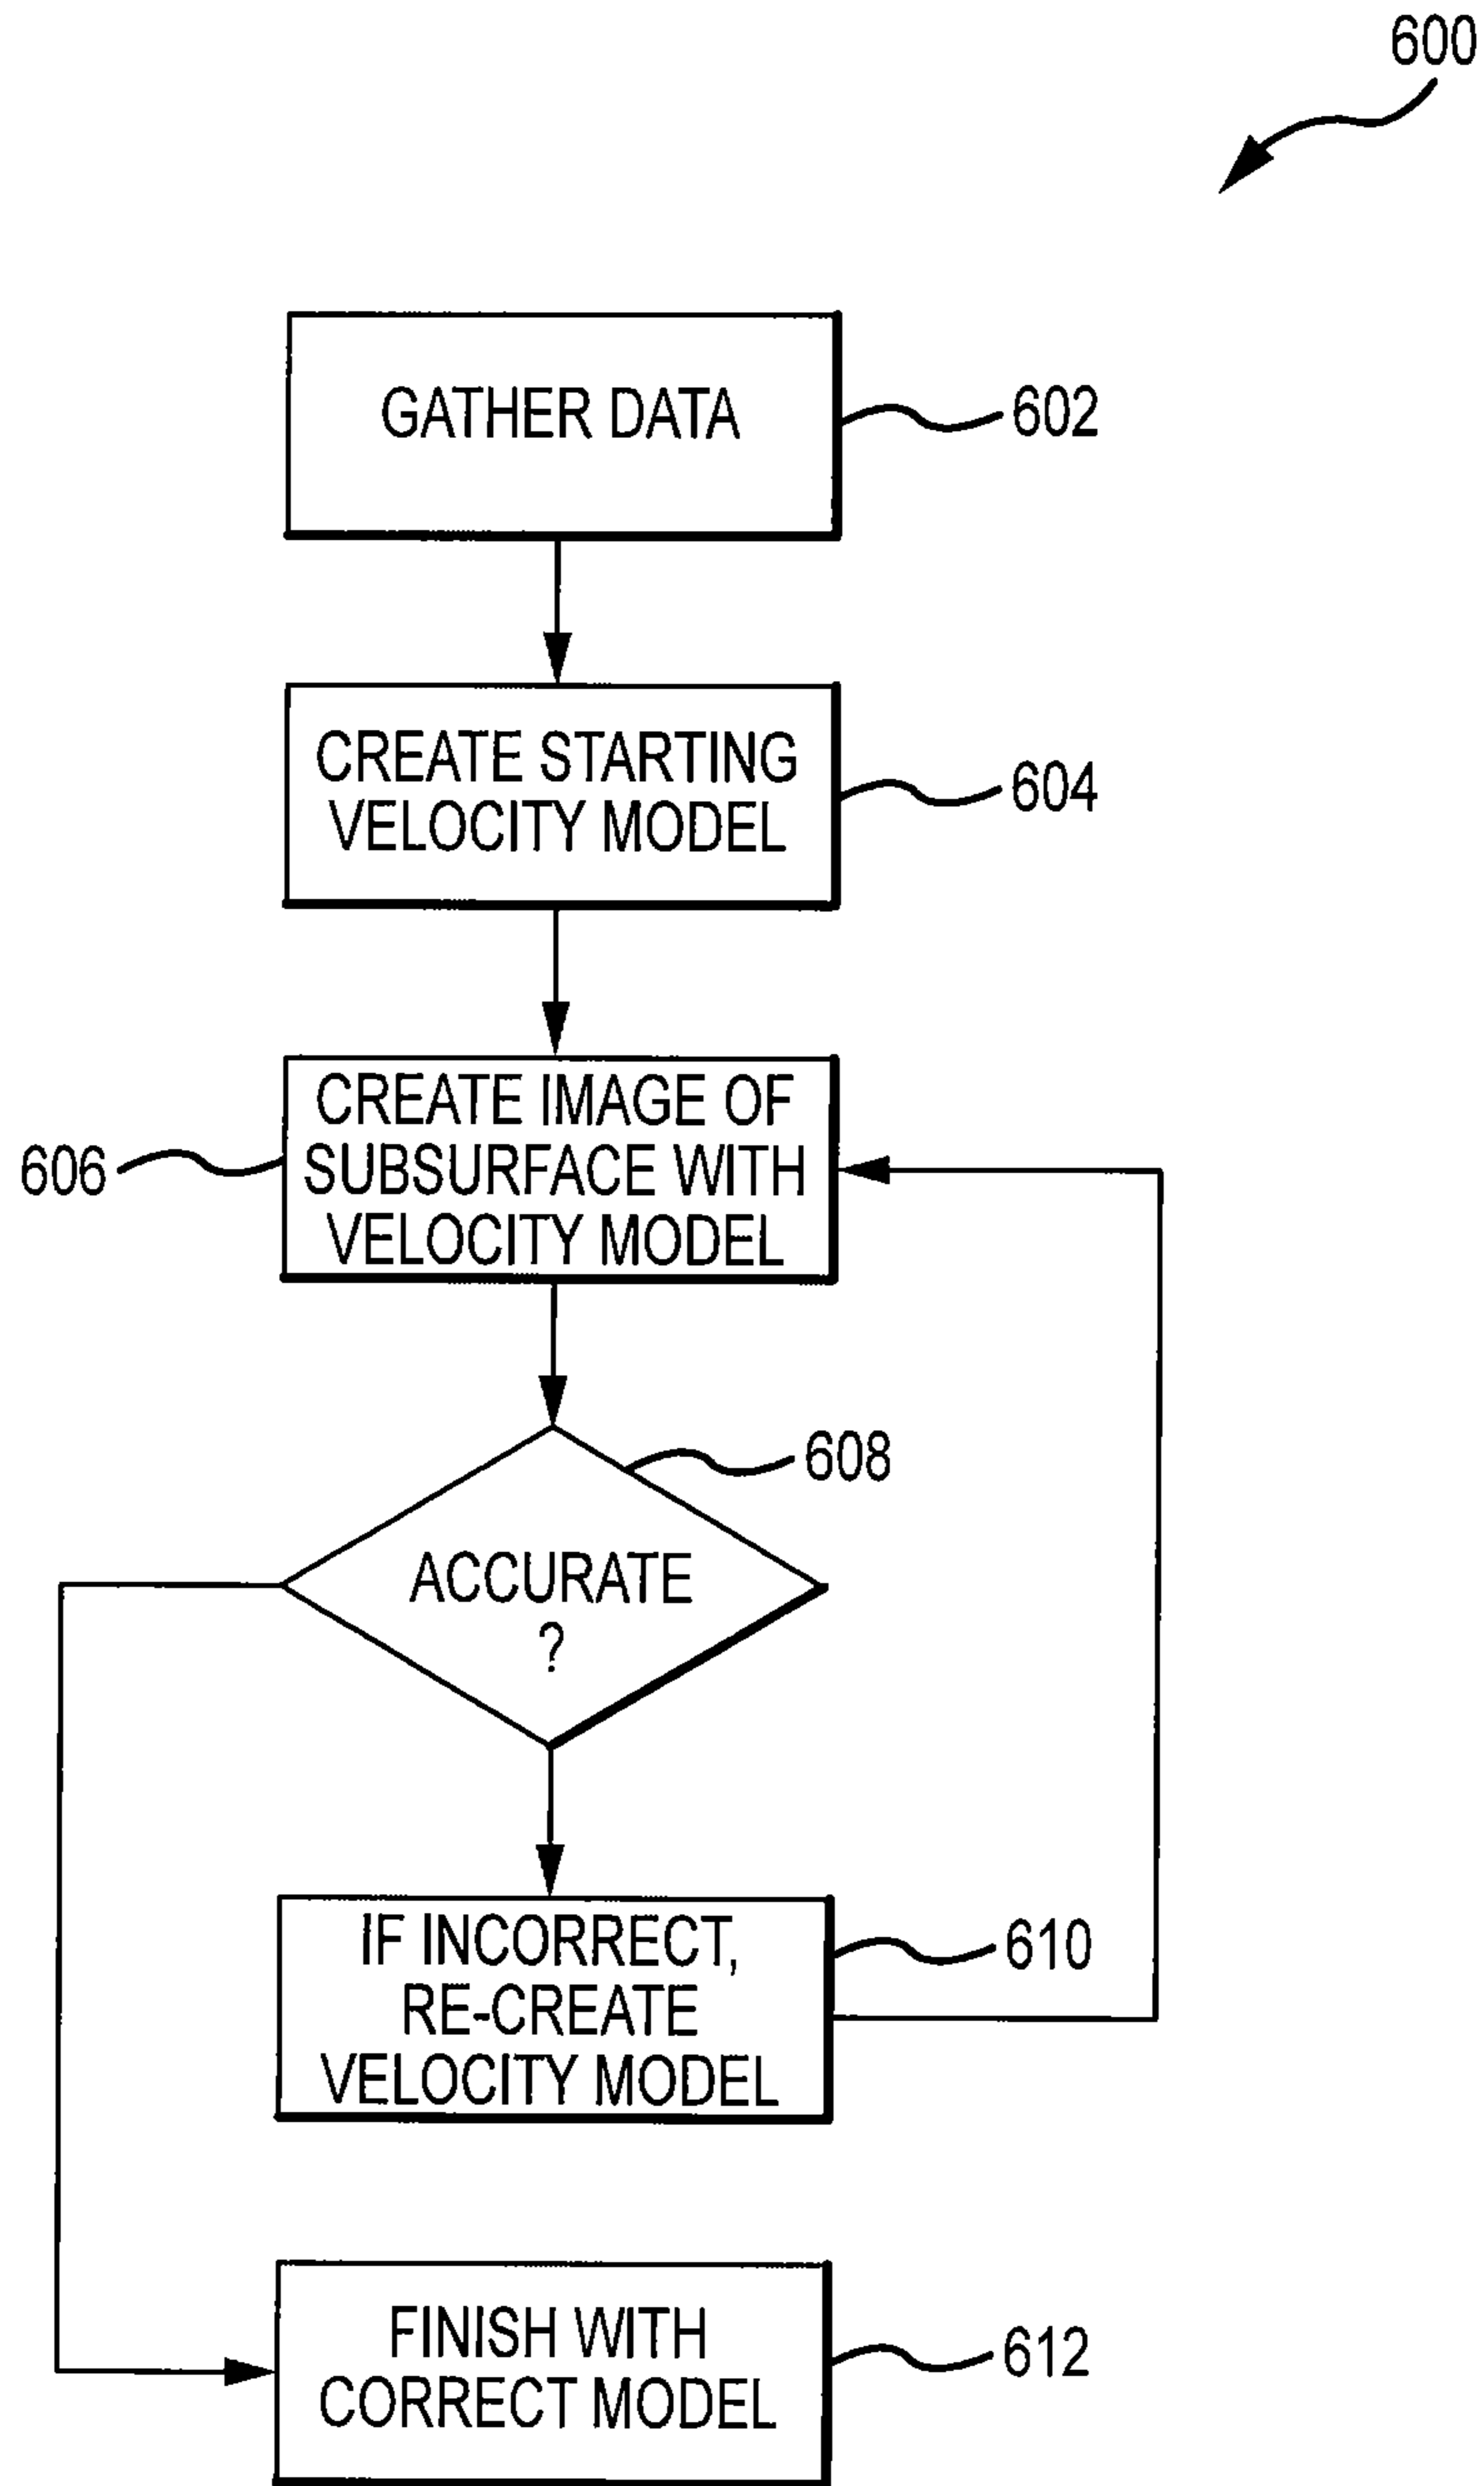 600
GATHER DATA
602
CREATE STARTING
VELOCITY MODEL
604
CREATE IMAGE OF
SUBSURFACE WITH
VELOCITY MODEL
606
608
ACCURATE
?
IF INCORRECT,
RE-CREATE
VELOCITY MODEL
610
FINISH WITH
CORRECT MODEL
612